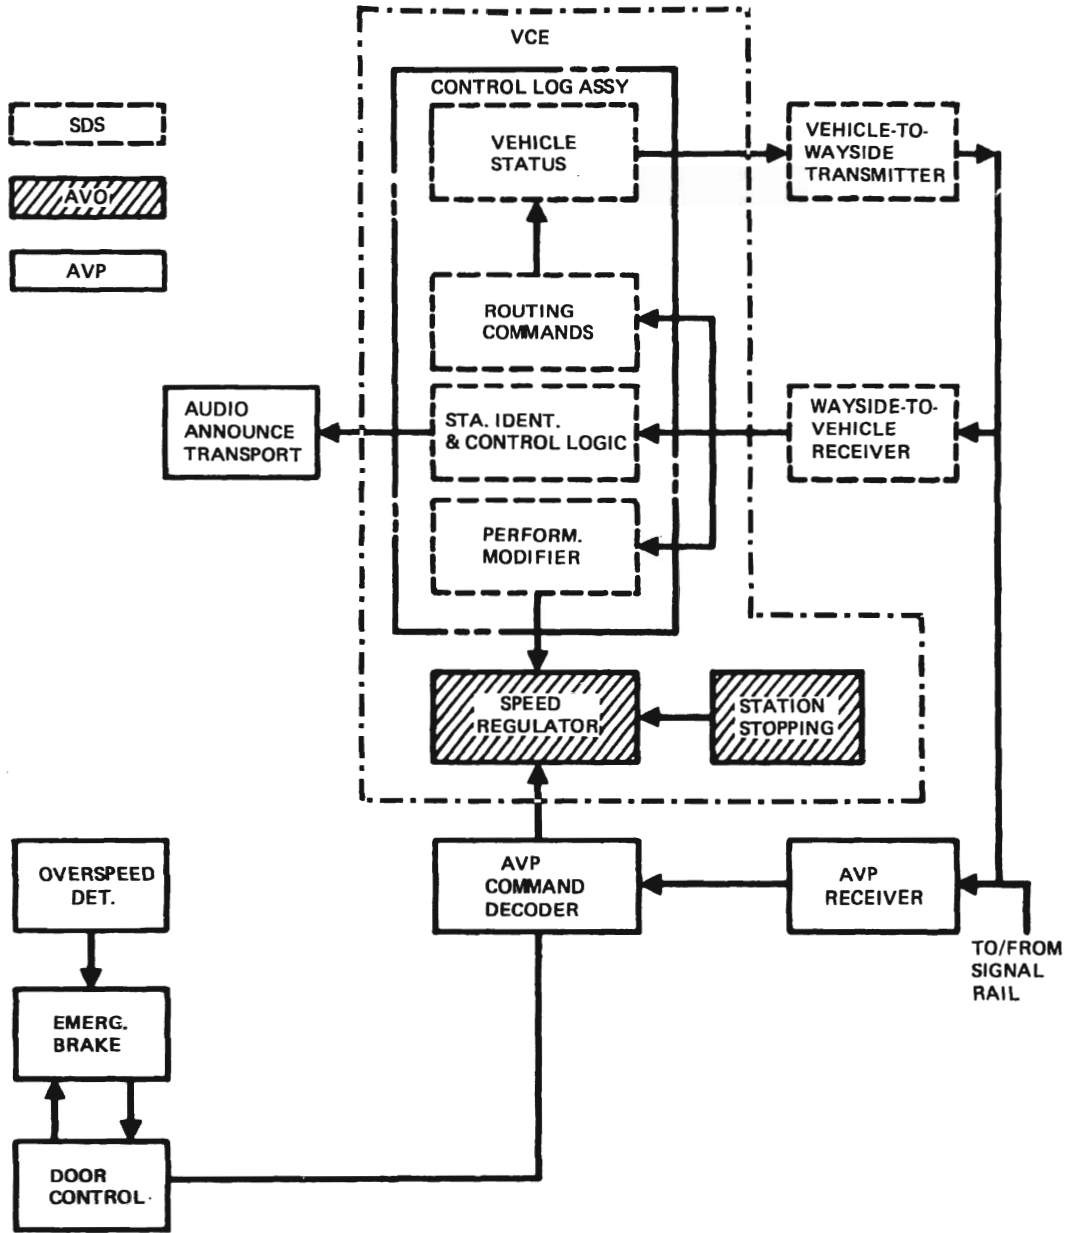 VCE
CONTROL LOG ASSY
SDS
AVO
AVP
VEHICLE
STATUS
VEHICLE-TO-
WAYSIDE
TRANSMITTER
ROUTING
COMMANDS
AUDIO
ANNOUNCE
TRANSPORT
STA. IDENT.
& CONTROL LOGIC
WAYSIDE-TO-
VEHICLE
RECEIVER
PERFORM.
MODIFIER
SPEED
REGULATOR
STATION
STOPPING
OVERSPEED
DET.
AVP
COMMAND
DECODER
AVP
RECEIVER
TO/FROM
SIGNAL
RAIL
EMERG.
BRAKE
DOOR
CONTROL